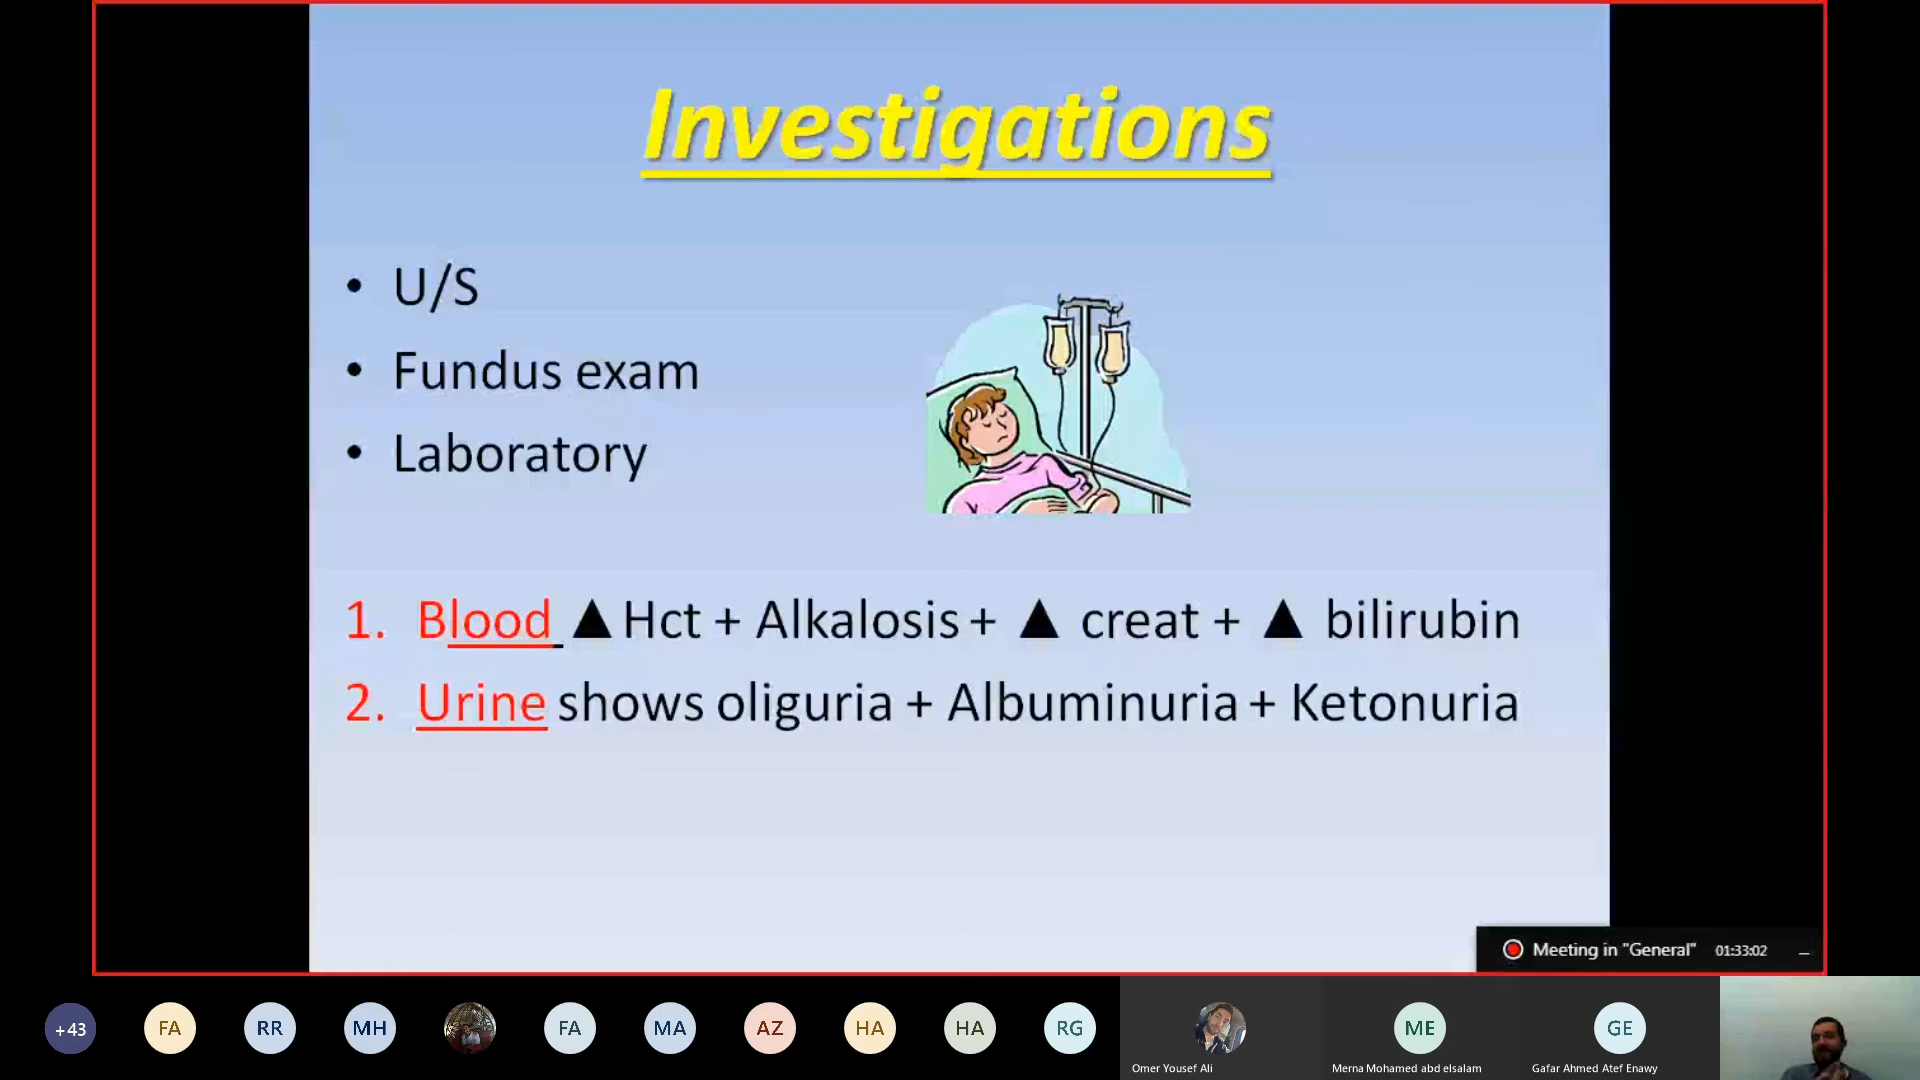 Investigations
• U/S
• Fundus exam
• Laboratory
1. Blood ▲Hct + Alkalosis + ▲ creat + ▲ bilirubin
2. Urine shows oliguria + Albuminuria + Ketonuria
Meeting in "General" 01:33:02
+43 FA RR MH FA MA AZ HA HA RG ME GE
Omer Yousef Ali Merna Mohamed abd elsalam Gafar Ahmed Atef Enawy